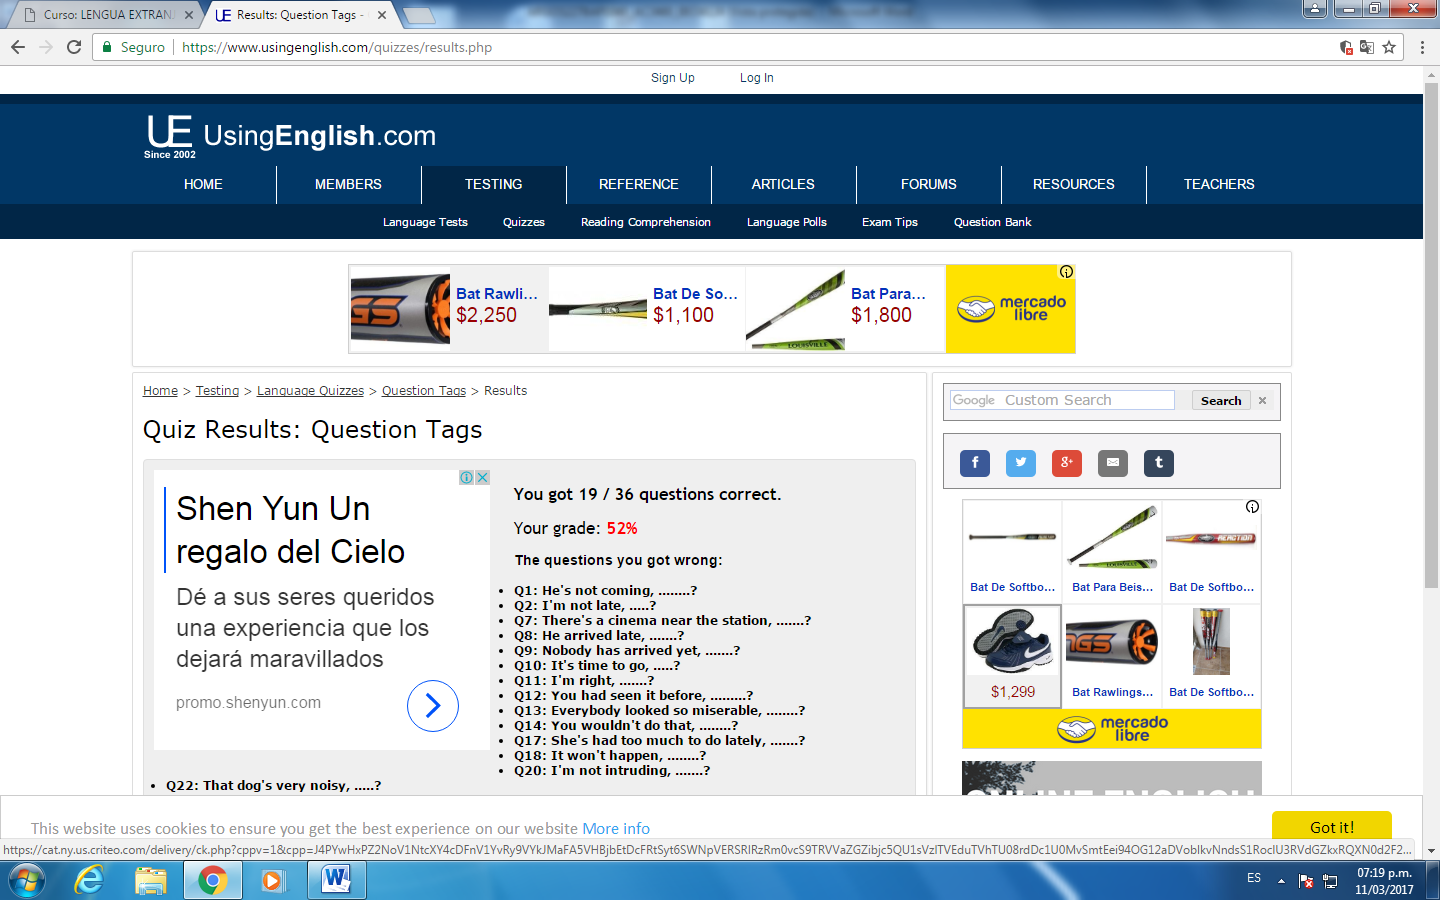 Curso: LENGUA EXTRANJ
Results: Question Tags -
Seguro
https://www.usingenglish.com/quizzes/results.php
Sign Up
Log In
UE
Since 2002
UsingEnglish.com
HOME
MEMBERS
TESTING
REFERENCE
ARTICLES
FORUMS
RESOURCES
TEACHERS
Language Tests
Quizzes
Reading Comprehension
Language Polls
Exam Tips
Question Bank
Bat Rawli...
$2,250
Bat De So...
$1,100
Bat Para...
$1,800
mercado
libre
Home > Testing > Language Quizzes > Question Tags > Results
Quiz Results: Question Tags
Shen Yun Un
regalo del Cielo
Dé a sus seres queridos
una experiencia que los
dejará maravillados
promo.shenyun.com
You got 19 / 36 questions correct.
Your grade: 52%
The questions you got wrong:
Q1: He's not coming, ........?
Q2: I'm not late, .....?
Q7: There's a cinema near the station, .......?
Q8: He arrived late, .......?
Q9: Nobody has arrived yet, .......?
Q10: It's time to go, .....?
Q11: I'm right, .......?
Q12: You had seen it before, .........?
Q13: Everybody looked so miserable, ........?
Q14: You wouldn't do that, ........?
Q17: She's had too much to do lately, .......?
Q18: It won't happen, ........?
Q20: I'm not intruding, .......?
Q22: That dog's very noisy, .....?
Google Custom Search
Search
Bat De Softbo...
Bat Para Beis...
Bat De Softbo...
$1,299
Bat Rawlings...
Bat De Softbo...
mercado
libre
ONLINE ENGLISH
This website uses cookies to ensure you get the best experience on our website More info
Got it!
ES
07:19 p.m.
11/03/2017